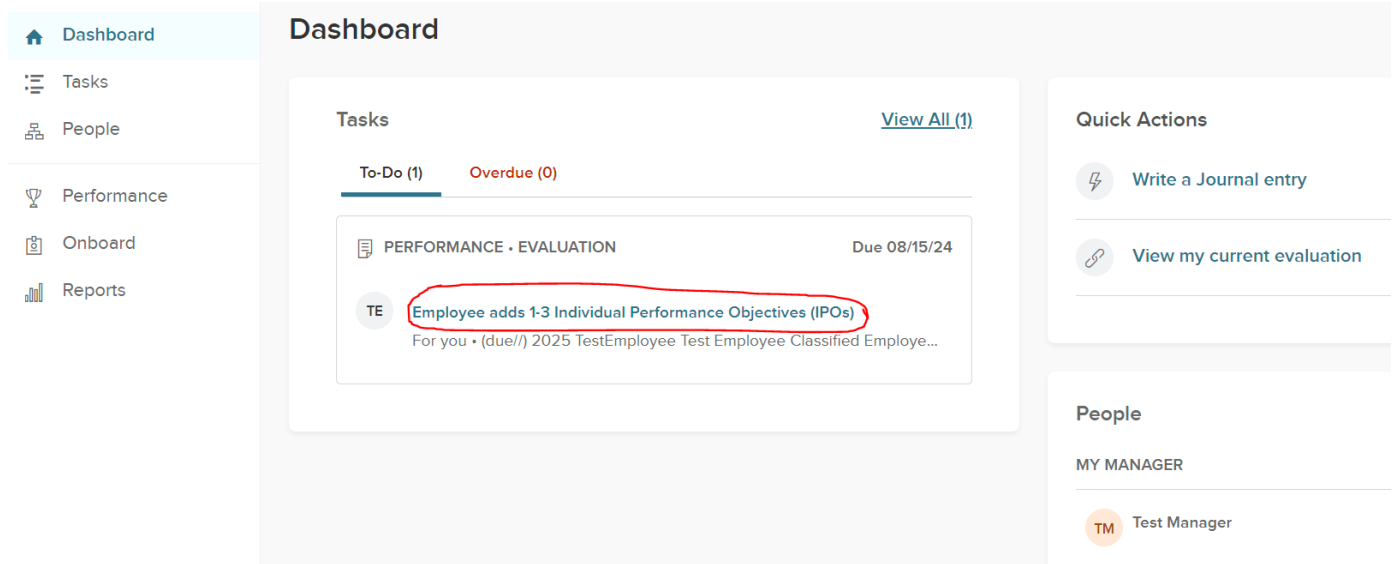 Dashboard
Tasks
People
Performance
Onboard
Reports
Dashboard
Tasks
View All (1)
To-Do (1)
Overdue (0)
PERFORMANCE • EVALUATION
Due 08/15/24
TE
Employee adds 1-3 Individual Performance Objectives (IPOs)
For you • (due//) 2025 TestEmployee Test Employee Classified Employe...
Quick Actions
Write a Journal entry
View my current evaluation
People
MY MANAGER
TM
Test Manager